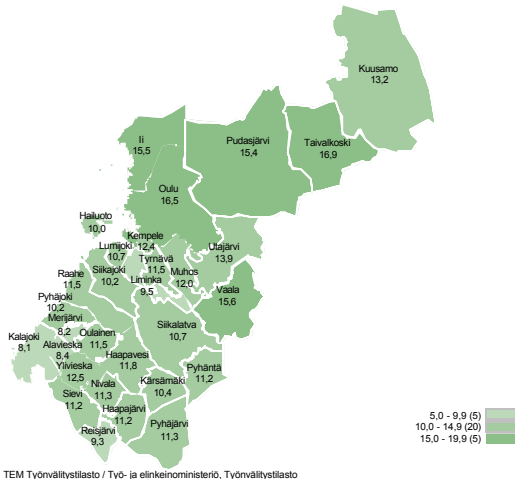 Kuusamo
13,2
Ii
15,5
Pudasjärvi
15,4
Taivalkoski
16,9
Oulu
16,5
Hailuoto
10,0
Kempele
12,4
Lumijoki
10,7
Tyrnävä
11,5
Utajärvi
13,9
Raahe
11,5
Siikajoki
10,2
Liminka
9,5
Muhos
12,0
Vaala
15,6
Pyhäjoki
10,2
Merijärvi
8,2
Siikalatva
10,7
Kalajoki
8,1
Alavieska
8,4
Oulainen
11,5
Haapavesi
11,8
Pyhäntä
11,2
Ylivieska
12,5
Nivala
11,3
Kärsämäki
10,4
Sievi
11,2
Haapajärvi
11,2
Pyhäjärvi
11,3
Reisjärvi
9,3
5,0 - 9,9 (5)
10,0 - 14,9 (20)
15,0 - 19,9 (5)
TEM Työnvälitystilasto / Työ- ja elinkeinoministeriö, Työnvälitystilasto